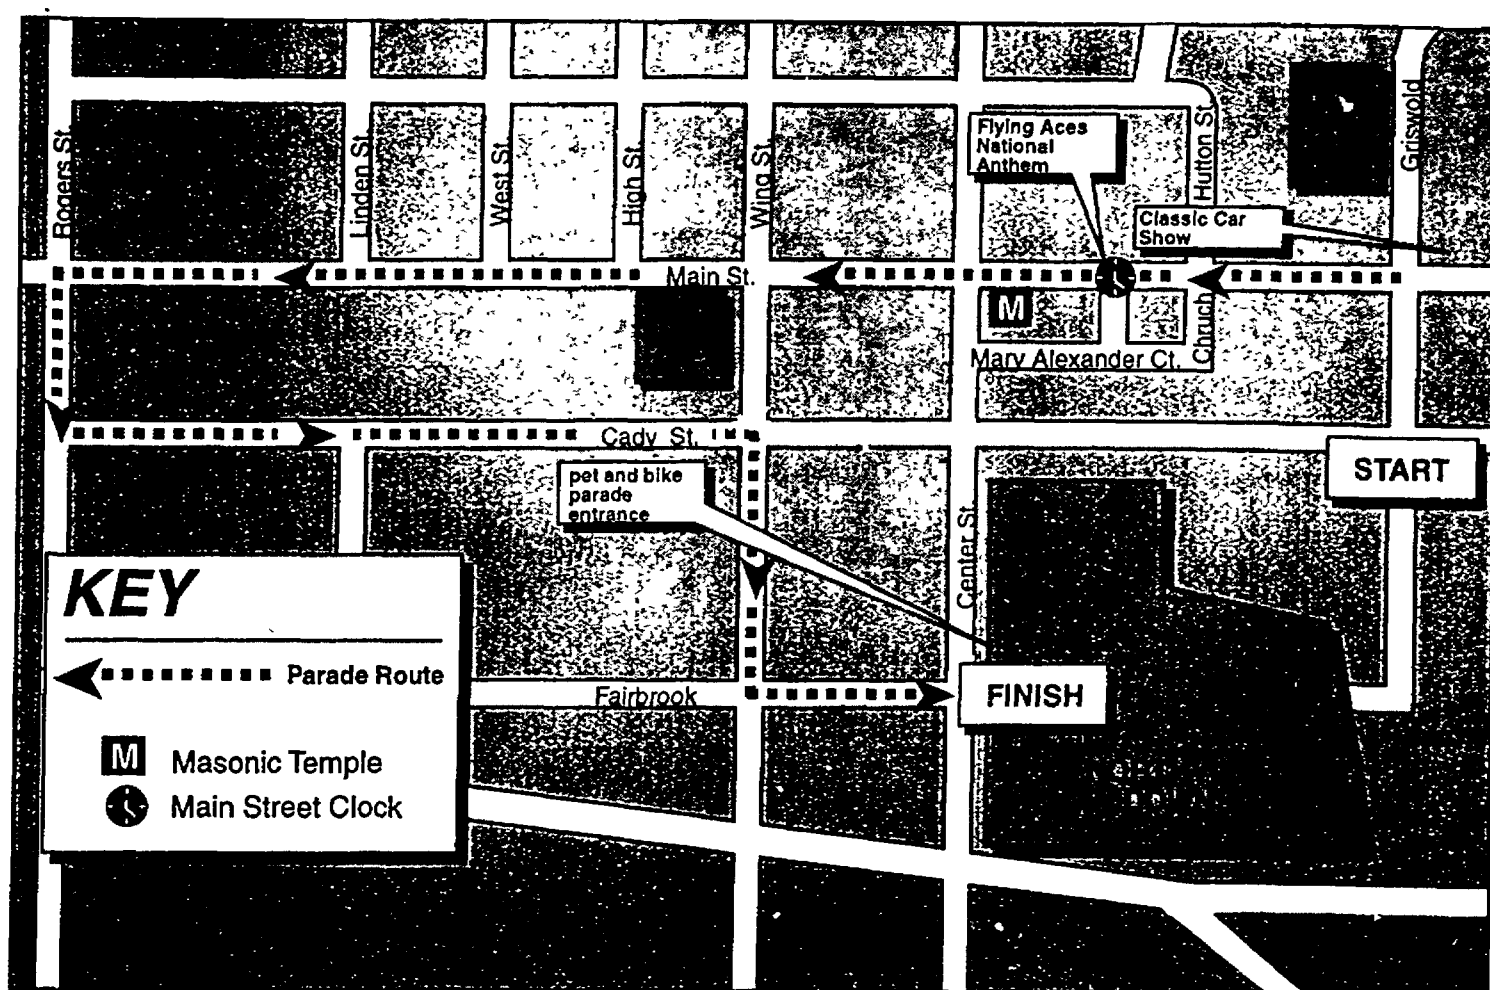 Rogers St.
Linden St.
West St.
High St.
Wing St.
Flying Aces
National
Anthem
Hutton St.
Griswold
Classic Car
Show
Main St.
M
Chruch
Mary Alexander Ct.
Cady St.
START
pet and bike
parade
entrance
Center St.
KEY
Parade Route
Fairbrook
FINISH
M Masonic Temple
Main Street Clock